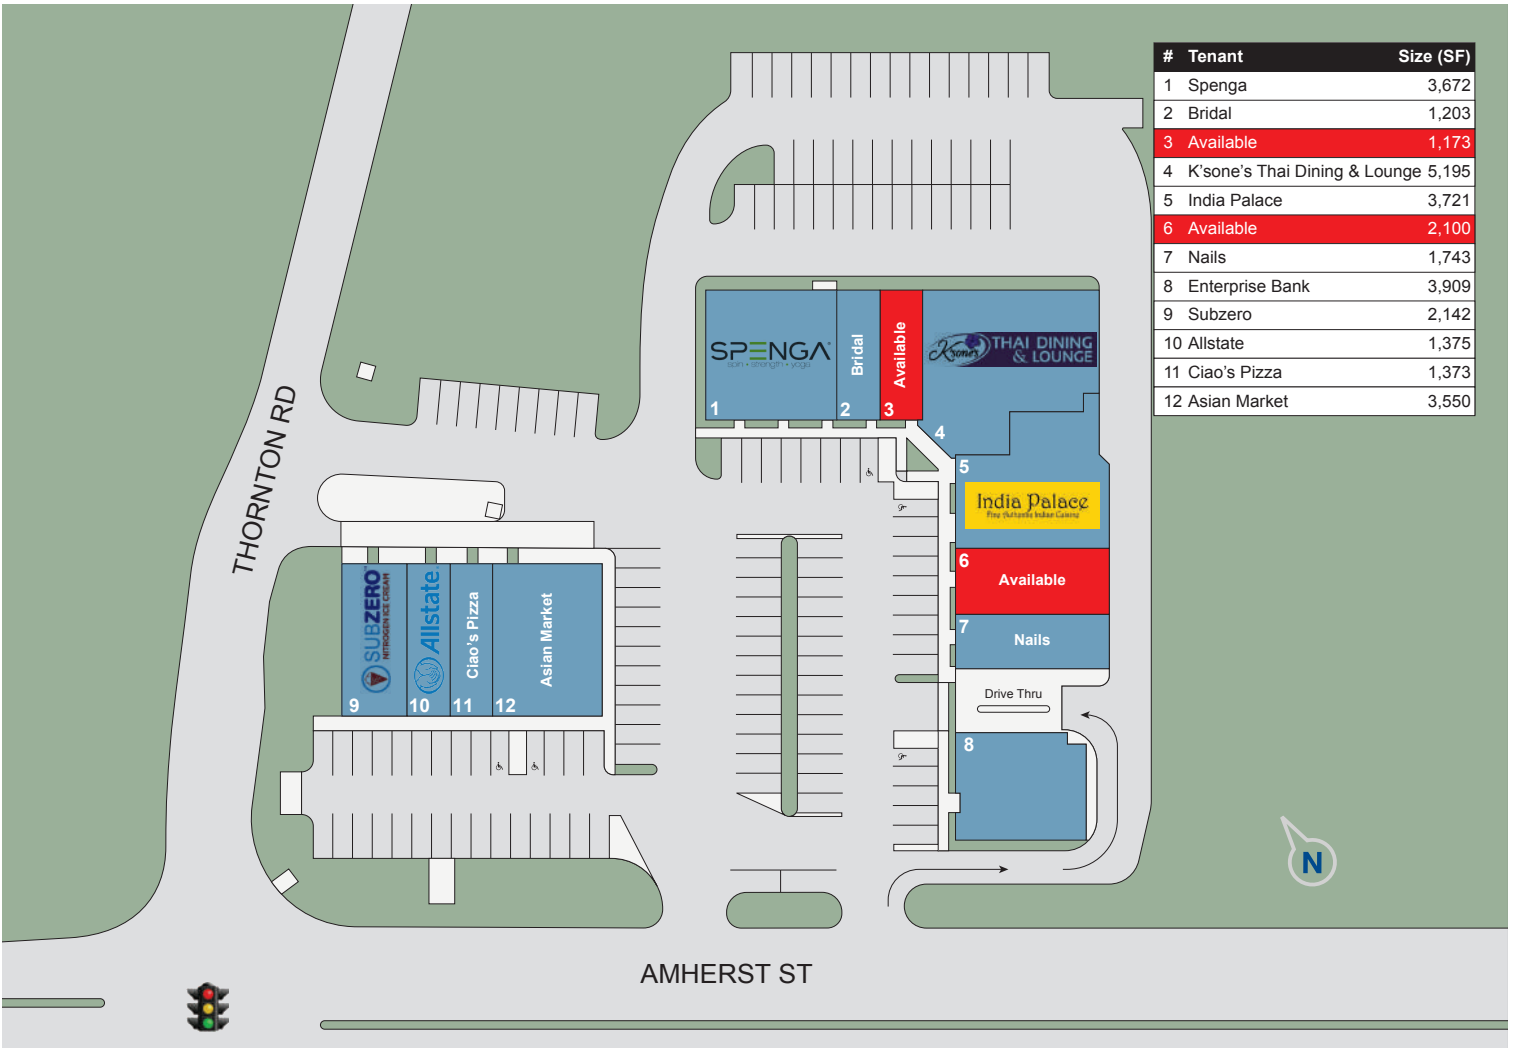 # Tenant Size (SF)
1 Spenga 3,672
2 Bridal 1,203
3 Available 1,173
4 K'sone's Thai Dining & Lounge 5,195
5 India Palace 3,721
6 Available 2,100
7 Nails 1,743
8 Enterprise Bank 3,909
9 Subzero 2,142
10 Allstate 1,375
11 Ciao's Pizza 1,373
12 Asian Market 3,550
SPENGA
spin • strength • yoga
1
Bridal
2
Available
3
K'sone's THAI DINING
& LOUNGE
4
5
India Palace
Fine Authentic Indian Cuisine
6
Available
7
Nails
Drive Thru
8
THORNTON RD
SUBZERO
NITROGEN ICE CREAM
9
Allstate
10
Ciao's Pizza
11
Asian Market
12
N
AMHERST ST